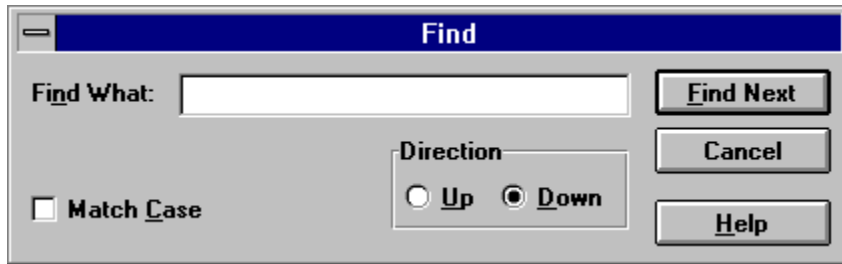 Find
Find What:
Find Next
Cancel
Direction
Up Down
Match Case
Help